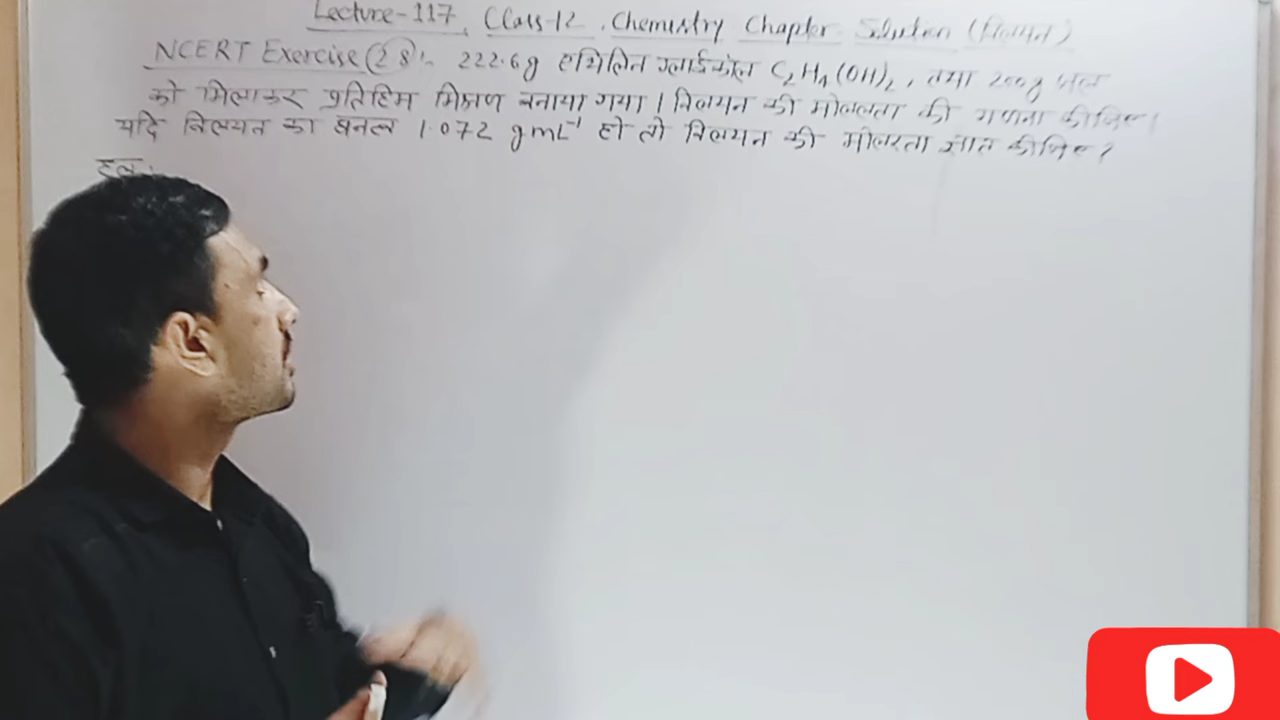 Lecture-117, Class-12, Chemistry Chapter- Solution (विलयन)
NCERT Exercise (2.8):- 222.6g एथिलिन ग्लाईकॉल C₂H₄(OH)₂, तथा 200g जल
को मिलाकर प्रतिहिम मिश्रण बनाया गया। विलयन की मोललता की गणना कीजिए।
यदि विलयन का घनत्व 1.072 g mL⁻¹ हो तो विलयन की मोलरता ज्ञात कीजिए?
हल: